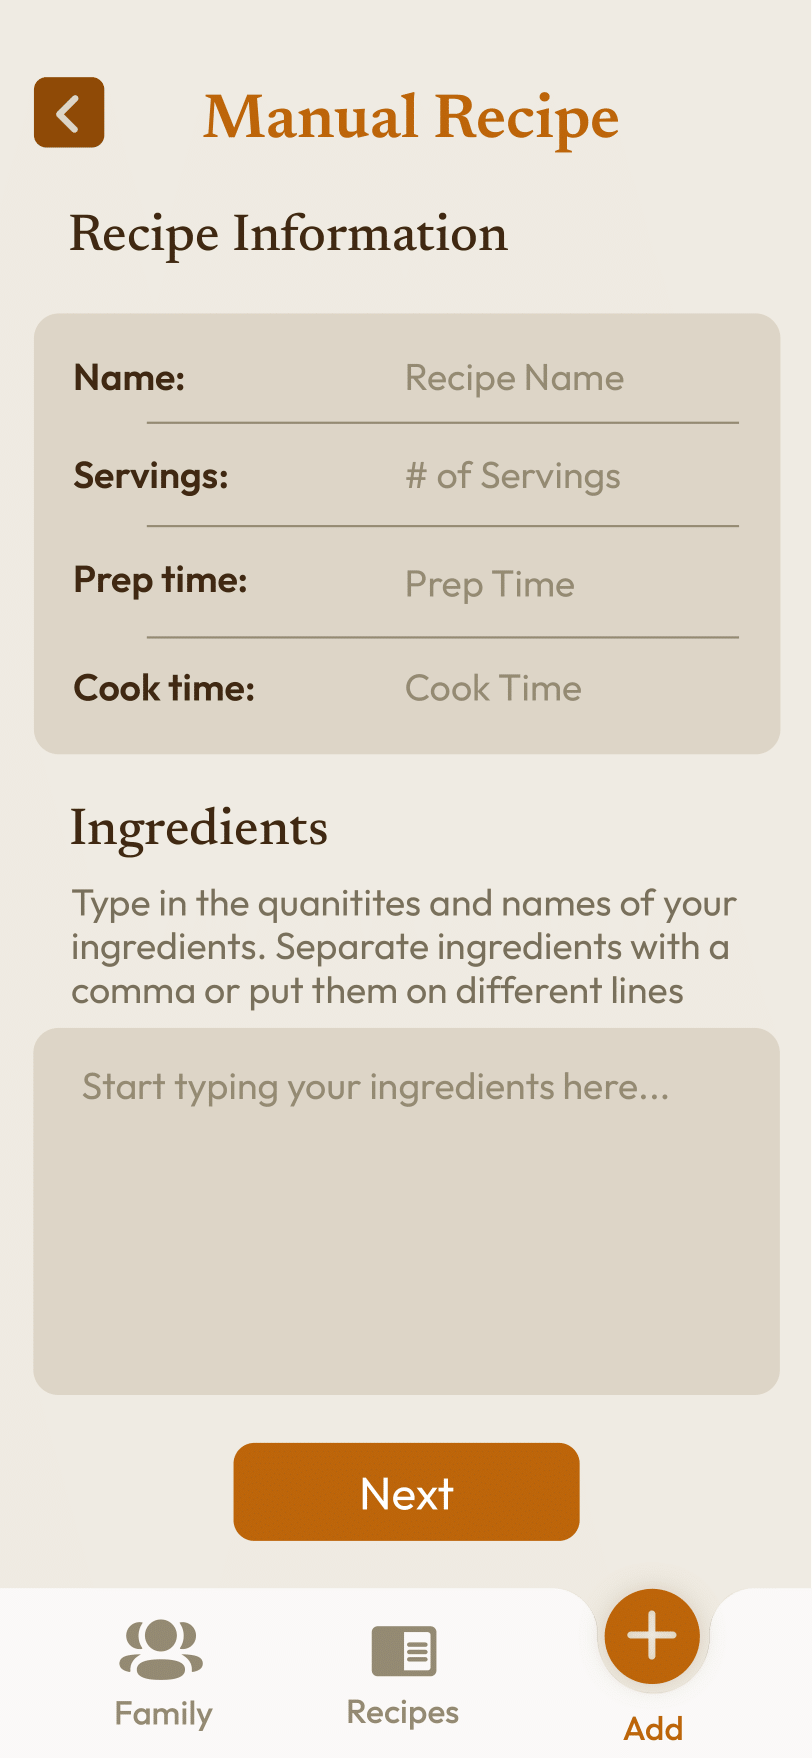 Manual Recipe
Recipe Information
Name: Recipe Name
Servings: # of Servings
Prep time: Prep Time
Cook time: Cook Time
Ingredients
Type in the quanitites and names of your
ingredients. Separate ingredients with a
comma or put them on different lines
Start typing your ingredients here...
Next
Family
Recipes
Add